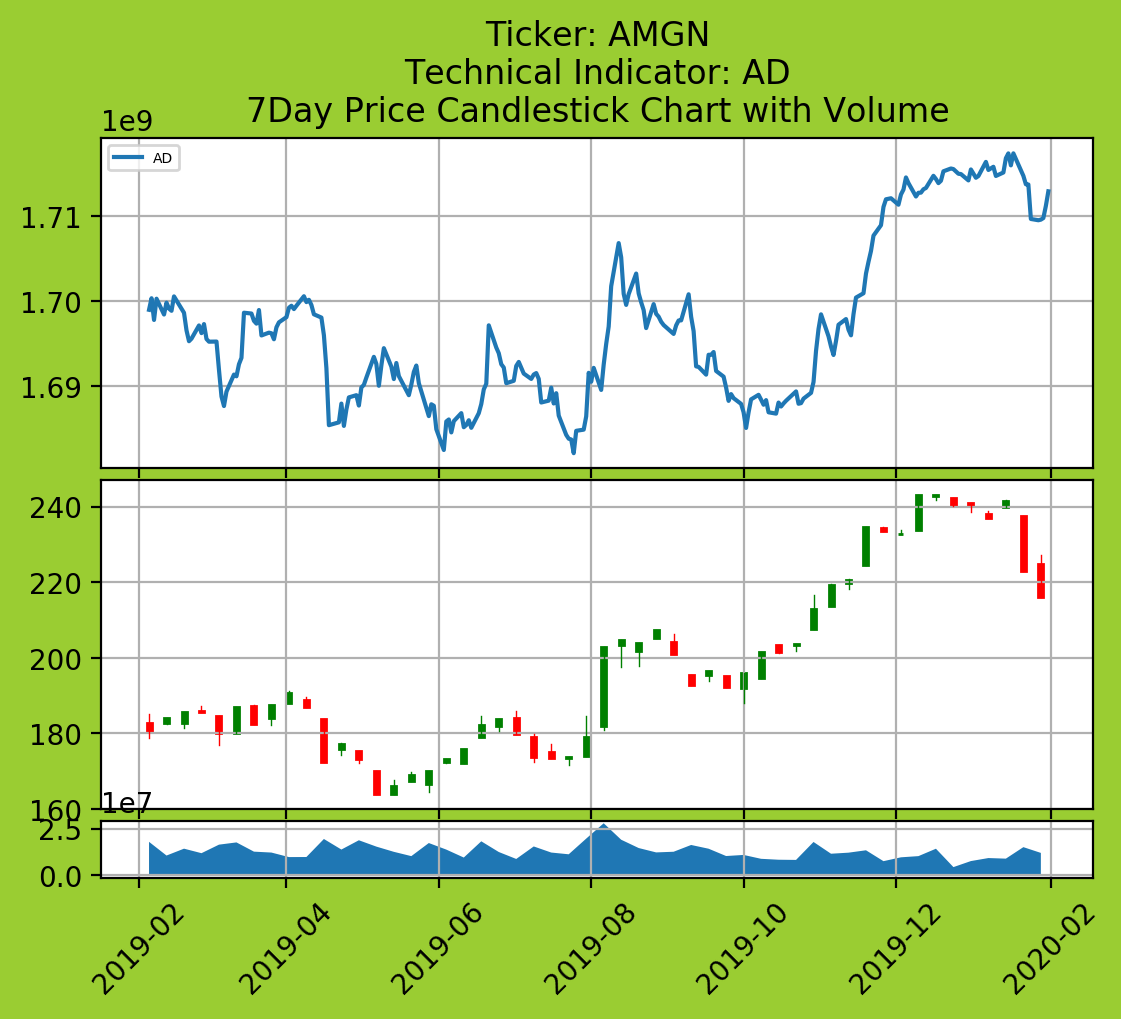 Ticker: AMGN
Technical Indicator: AD
7Day Price Candlestick Chart with Volume
1e9
AD
1.71
1.70
1.69
240
220
200
180
160
1e7
2.5
0.0
2019-02
2019-04
2019-06
2019-08
2019-10
2019-12
2020-02